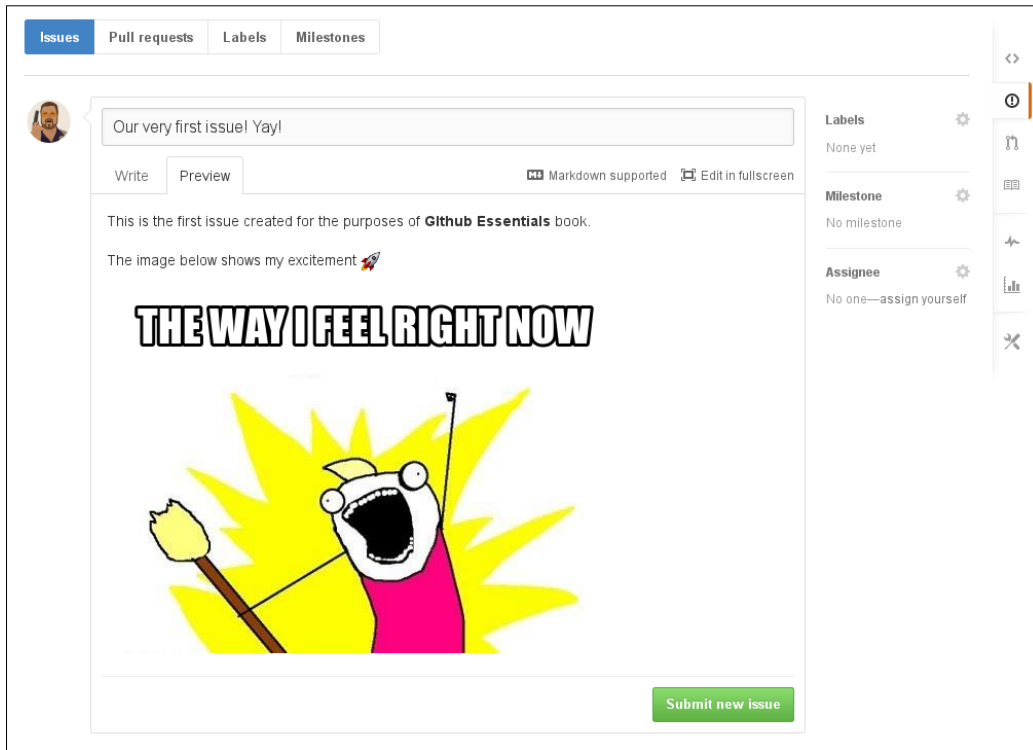 Issues Pull requests Labels Milestones
Our very first issue! Yay!
Write Preview Markdown supported Edit in fullscreen
This is the first issue created for the purposes of GIthub Essentials book.
The image below shows my excitement 🚀
THE WAY I FEEL RIGHT NOW
Submit new issue
Labels
None yet
Milestone
No milestone
Assignee
No one—assign yourself